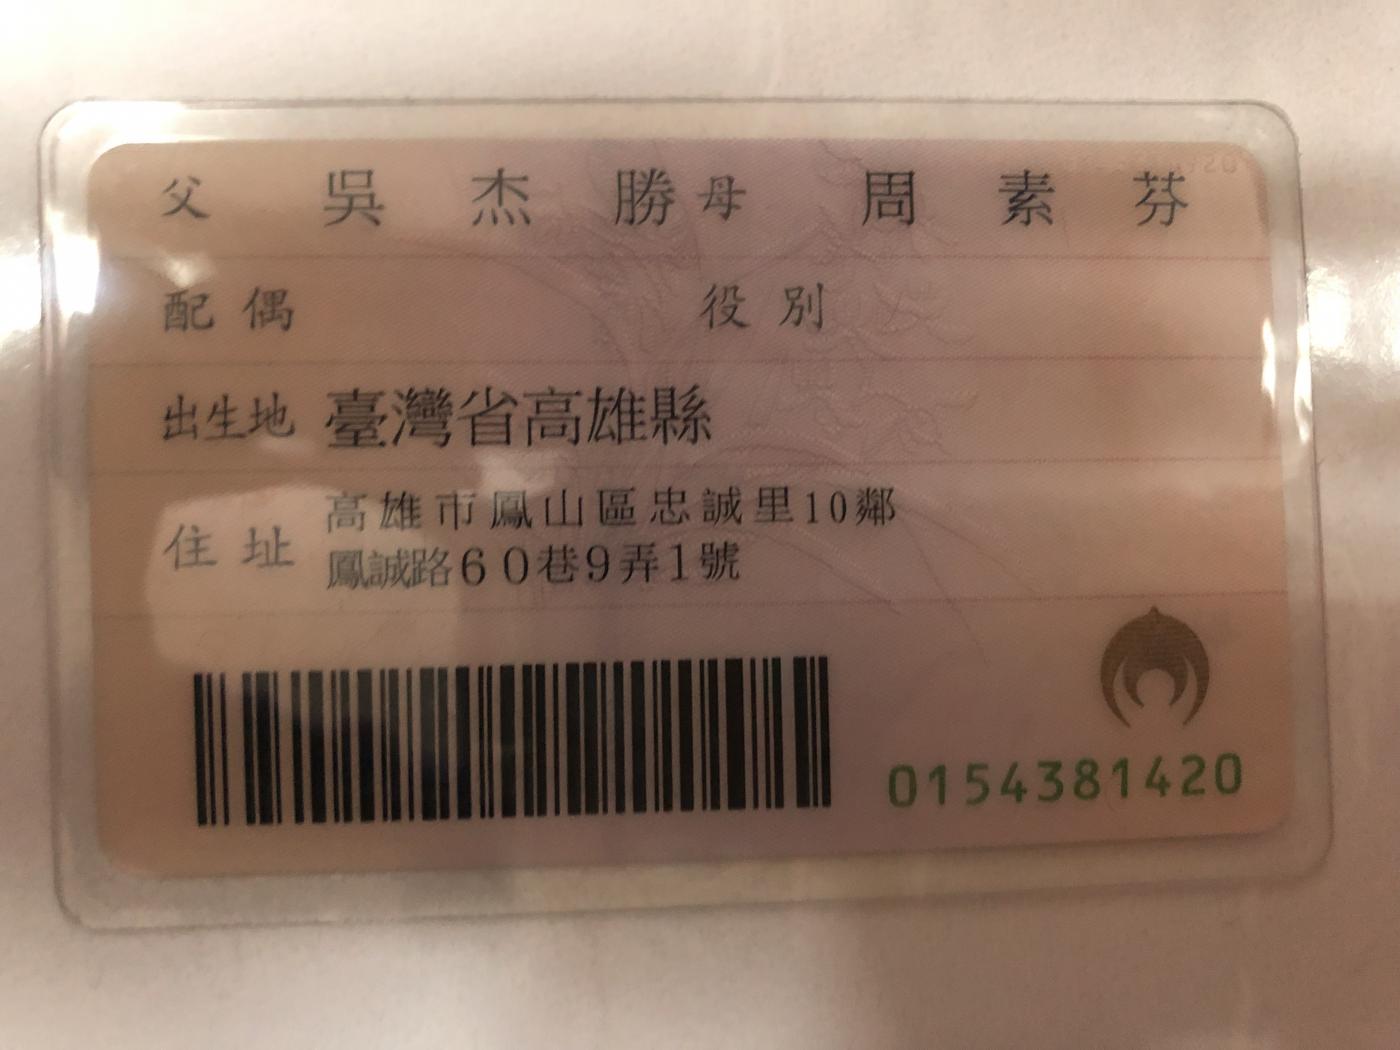 父 吳杰勝 母 周素芬
配偶 役別
出生地 臺灣省高雄縣
住址 高雄市鳳山區忠誠里10鄰
鳳誠路60巷9弄1號
0154381420